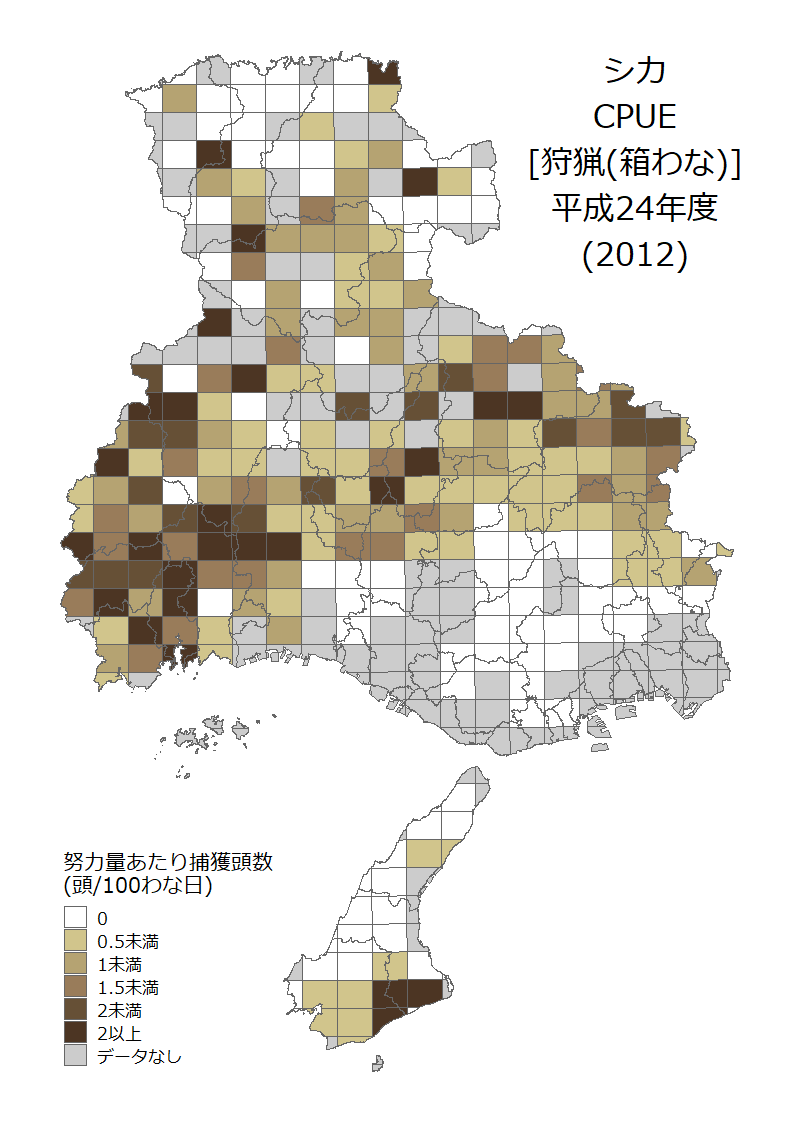 シカ
CPUE
[狩猟(箱わな)]
平成24年度
(2012)
努力量あたり捕獲頭数
(頭/100わな日)
0
0.5未満
1未満
1.5未満
2未満
2以上
データなし